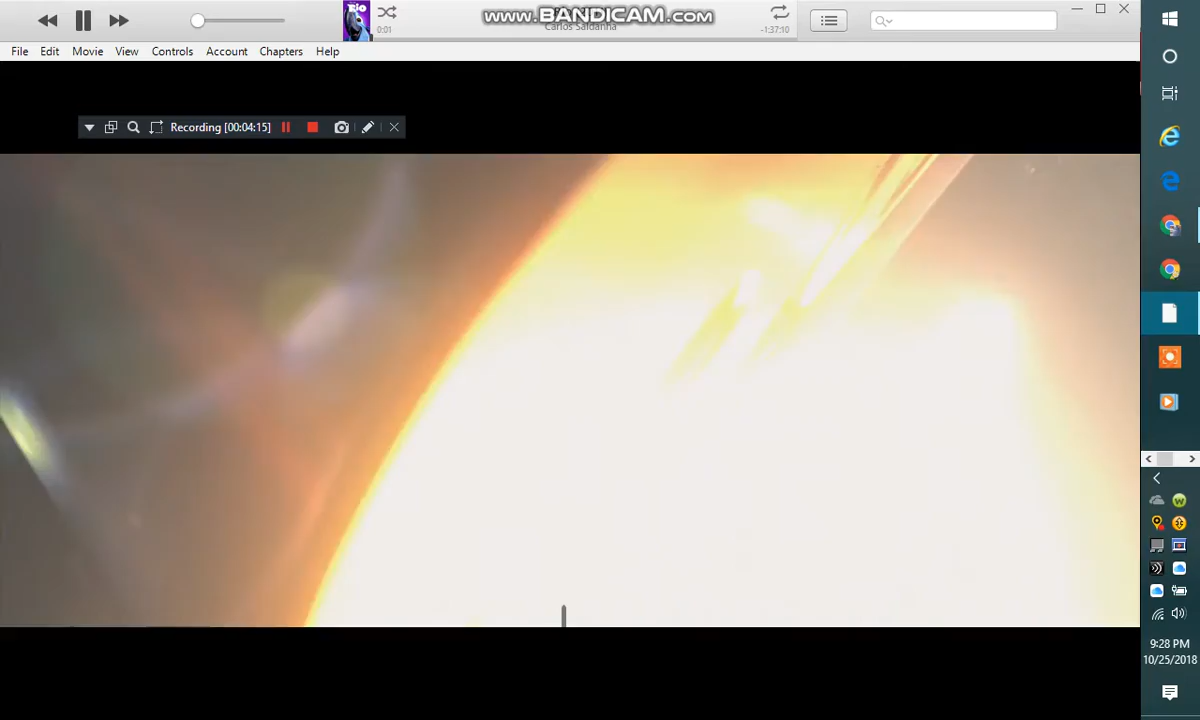 www.BANDICAM.com
Rio
Carlos Saldanha
0:01
-1:37:10
File Edit Movie View Controls Account Chapters Help
Recording [00:04:15]
9:28 PM
10/25/2018